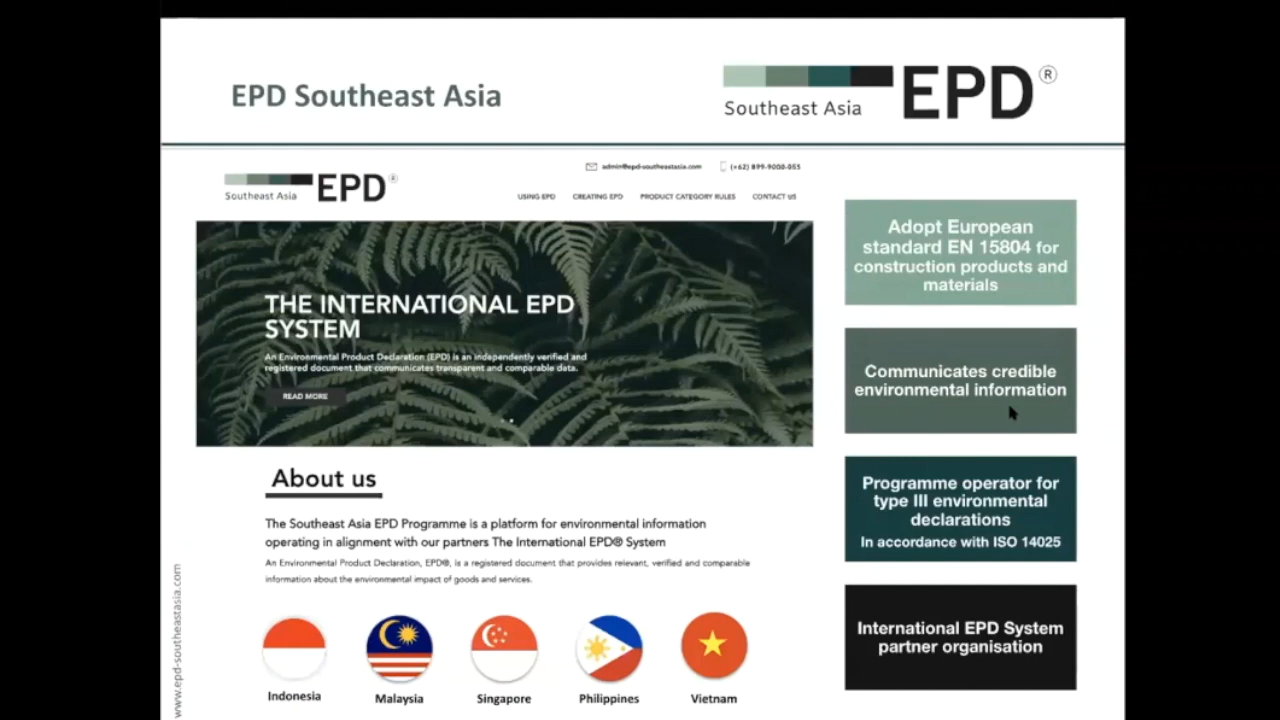 EPD Southeast Asia
Southeast Asia EPD®
admin@epd-southeastasia.com (+62) 899-9000-055
Southeast Asia EPD®
USING EPD CREATING EPD PRODUCT CATEGORY RULES CONTACT US
THE INTERNATIONAL EPD
SYSTEM
An Environmental Product Declaration (EPD) is an independently verified and
registered document that communicates transparent and comparable data.
READ MORE
About us
The Southeast Asia EPD Programme is a platform for environmental information
operating in alignment with our partners The International EPD® System
An Environmental Product Declaration, EPD®, is a registered document that provides relevant, verified and comparable
information about the environmental impact of goods and services.
Indonesia
Malaysia
Singapore
Philippines
Vietnam
Adopt European
standard EN 15804 for
construction products and
materials
Communicates credible
environmental information
Programme operator for
type III environmental
declarations
In accordance with ISO 14025
International EPD System
partner organisation
www.epd-southeastasia.com